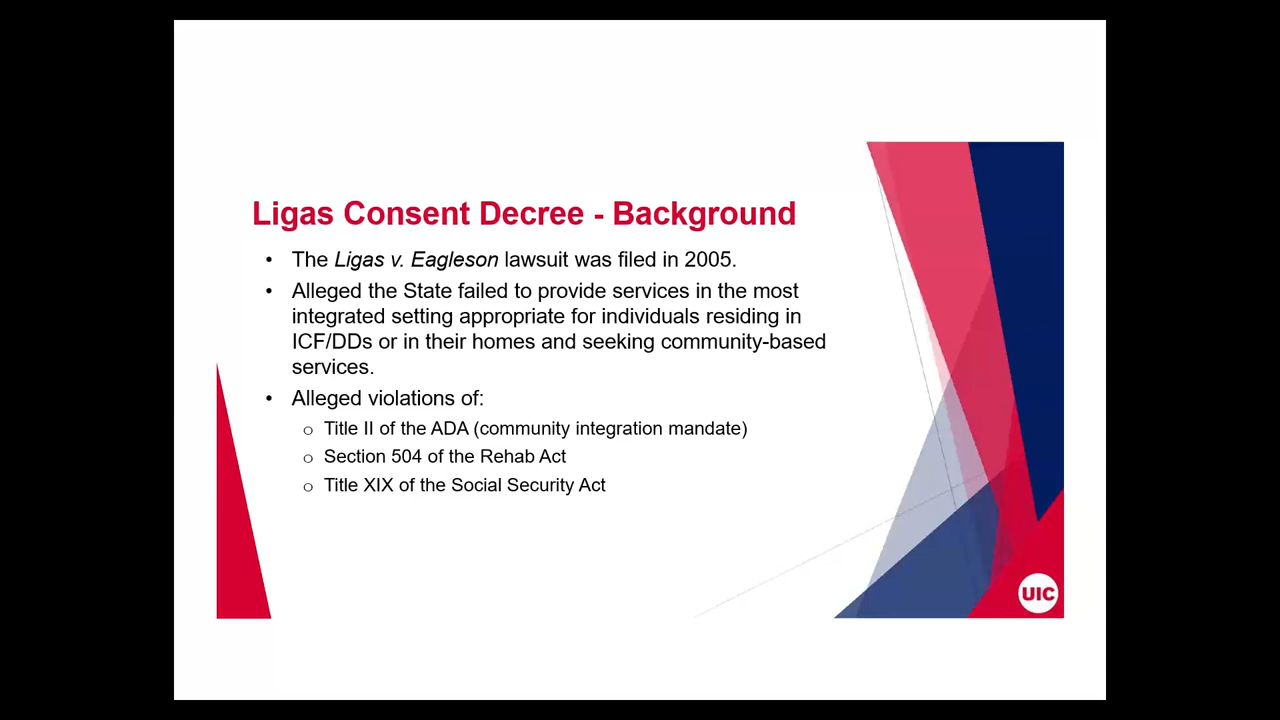 Ligas Consent Decree - Background
• The Ligas v. Eagleson lawsuit was filed in 2005.
• Alleged the State failed to provide services in the most
integrated setting appropriate for individuals residing in
ICF/DDs or in their homes and seeking community-based
services.
• Alleged violations of:
o Title II of the ADA (community integration mandate)
o Section 504 of the Rehab Act
o Title XIX of the Social Security Act
UIC